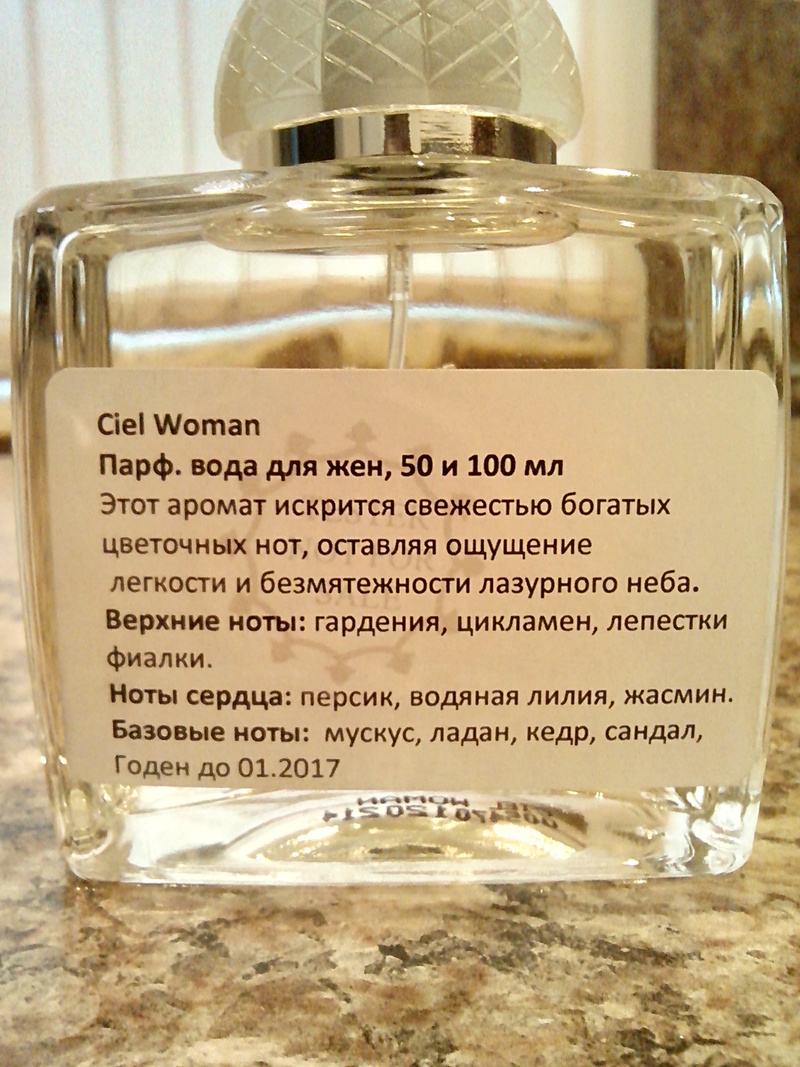 Ciel Woman
Парф. вода для жен, 50 и 100 мл
Этот аромат искрится свежестью богатых
цветочных нот, оставляя ощущение
легкости и безмятежности лазурного неба.
Верхние ноты: гардения, цикламен, лепестки
фиалки.
Ноты сердца: персик, водяная лилия, жасмин.
Базовые ноты: мускус, ладан, кедр, сандал,
Годен до 01.2017
WOMAN